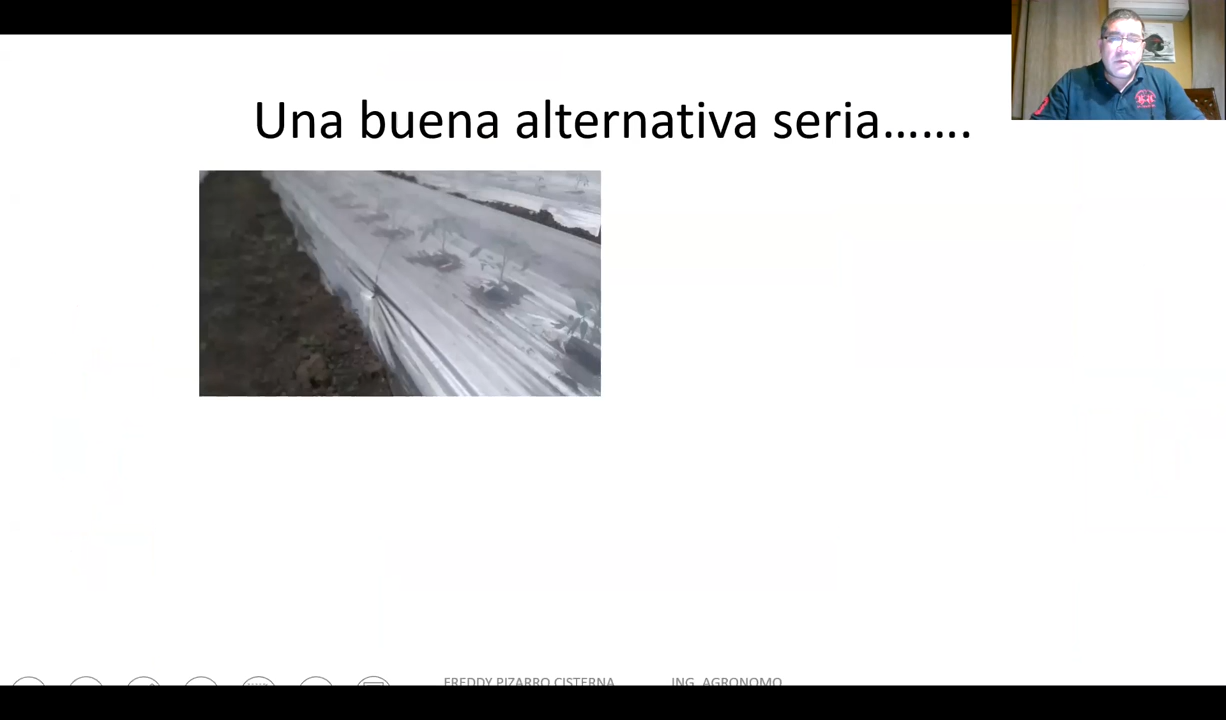 Una buena alternativa seria.......
FREDDY PIZARRO CISTERNA ING. AGRONOMO